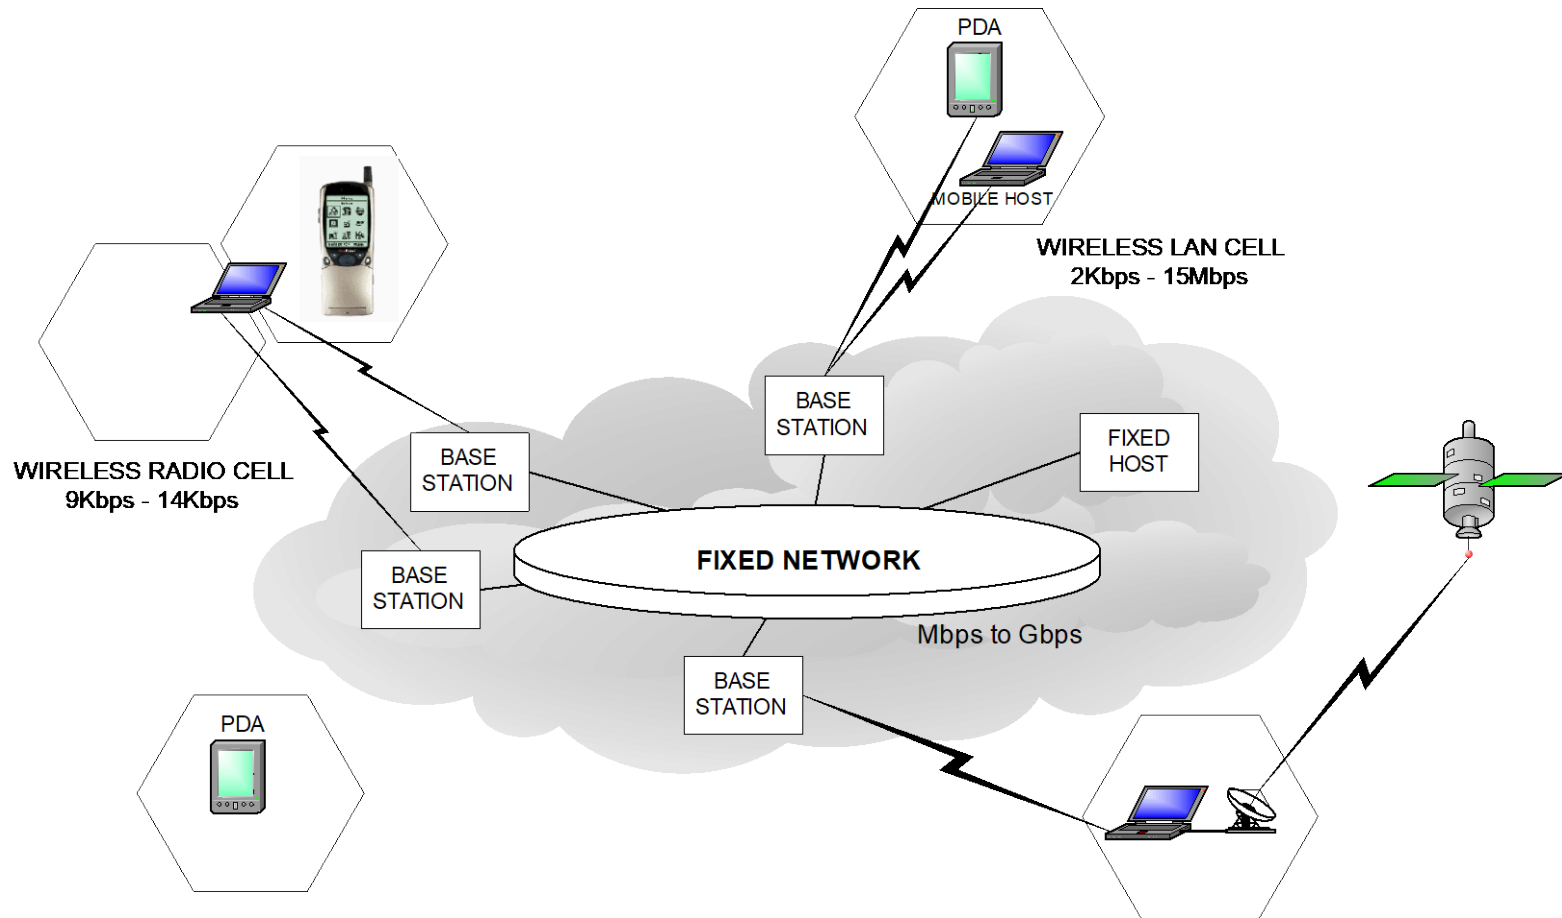 PDA
MOBILE HOST
WIRELESS LAN CELL
2Kbps - 15Mbps
BASE
STATION
FIXED
HOST
BASE
STATION
WIRELESS RADIO CELL
9Kbps - 14Kbps
FIXED NETWORK
BASE
STATION
Mbps to Gbps
BASE
STATION
PDA